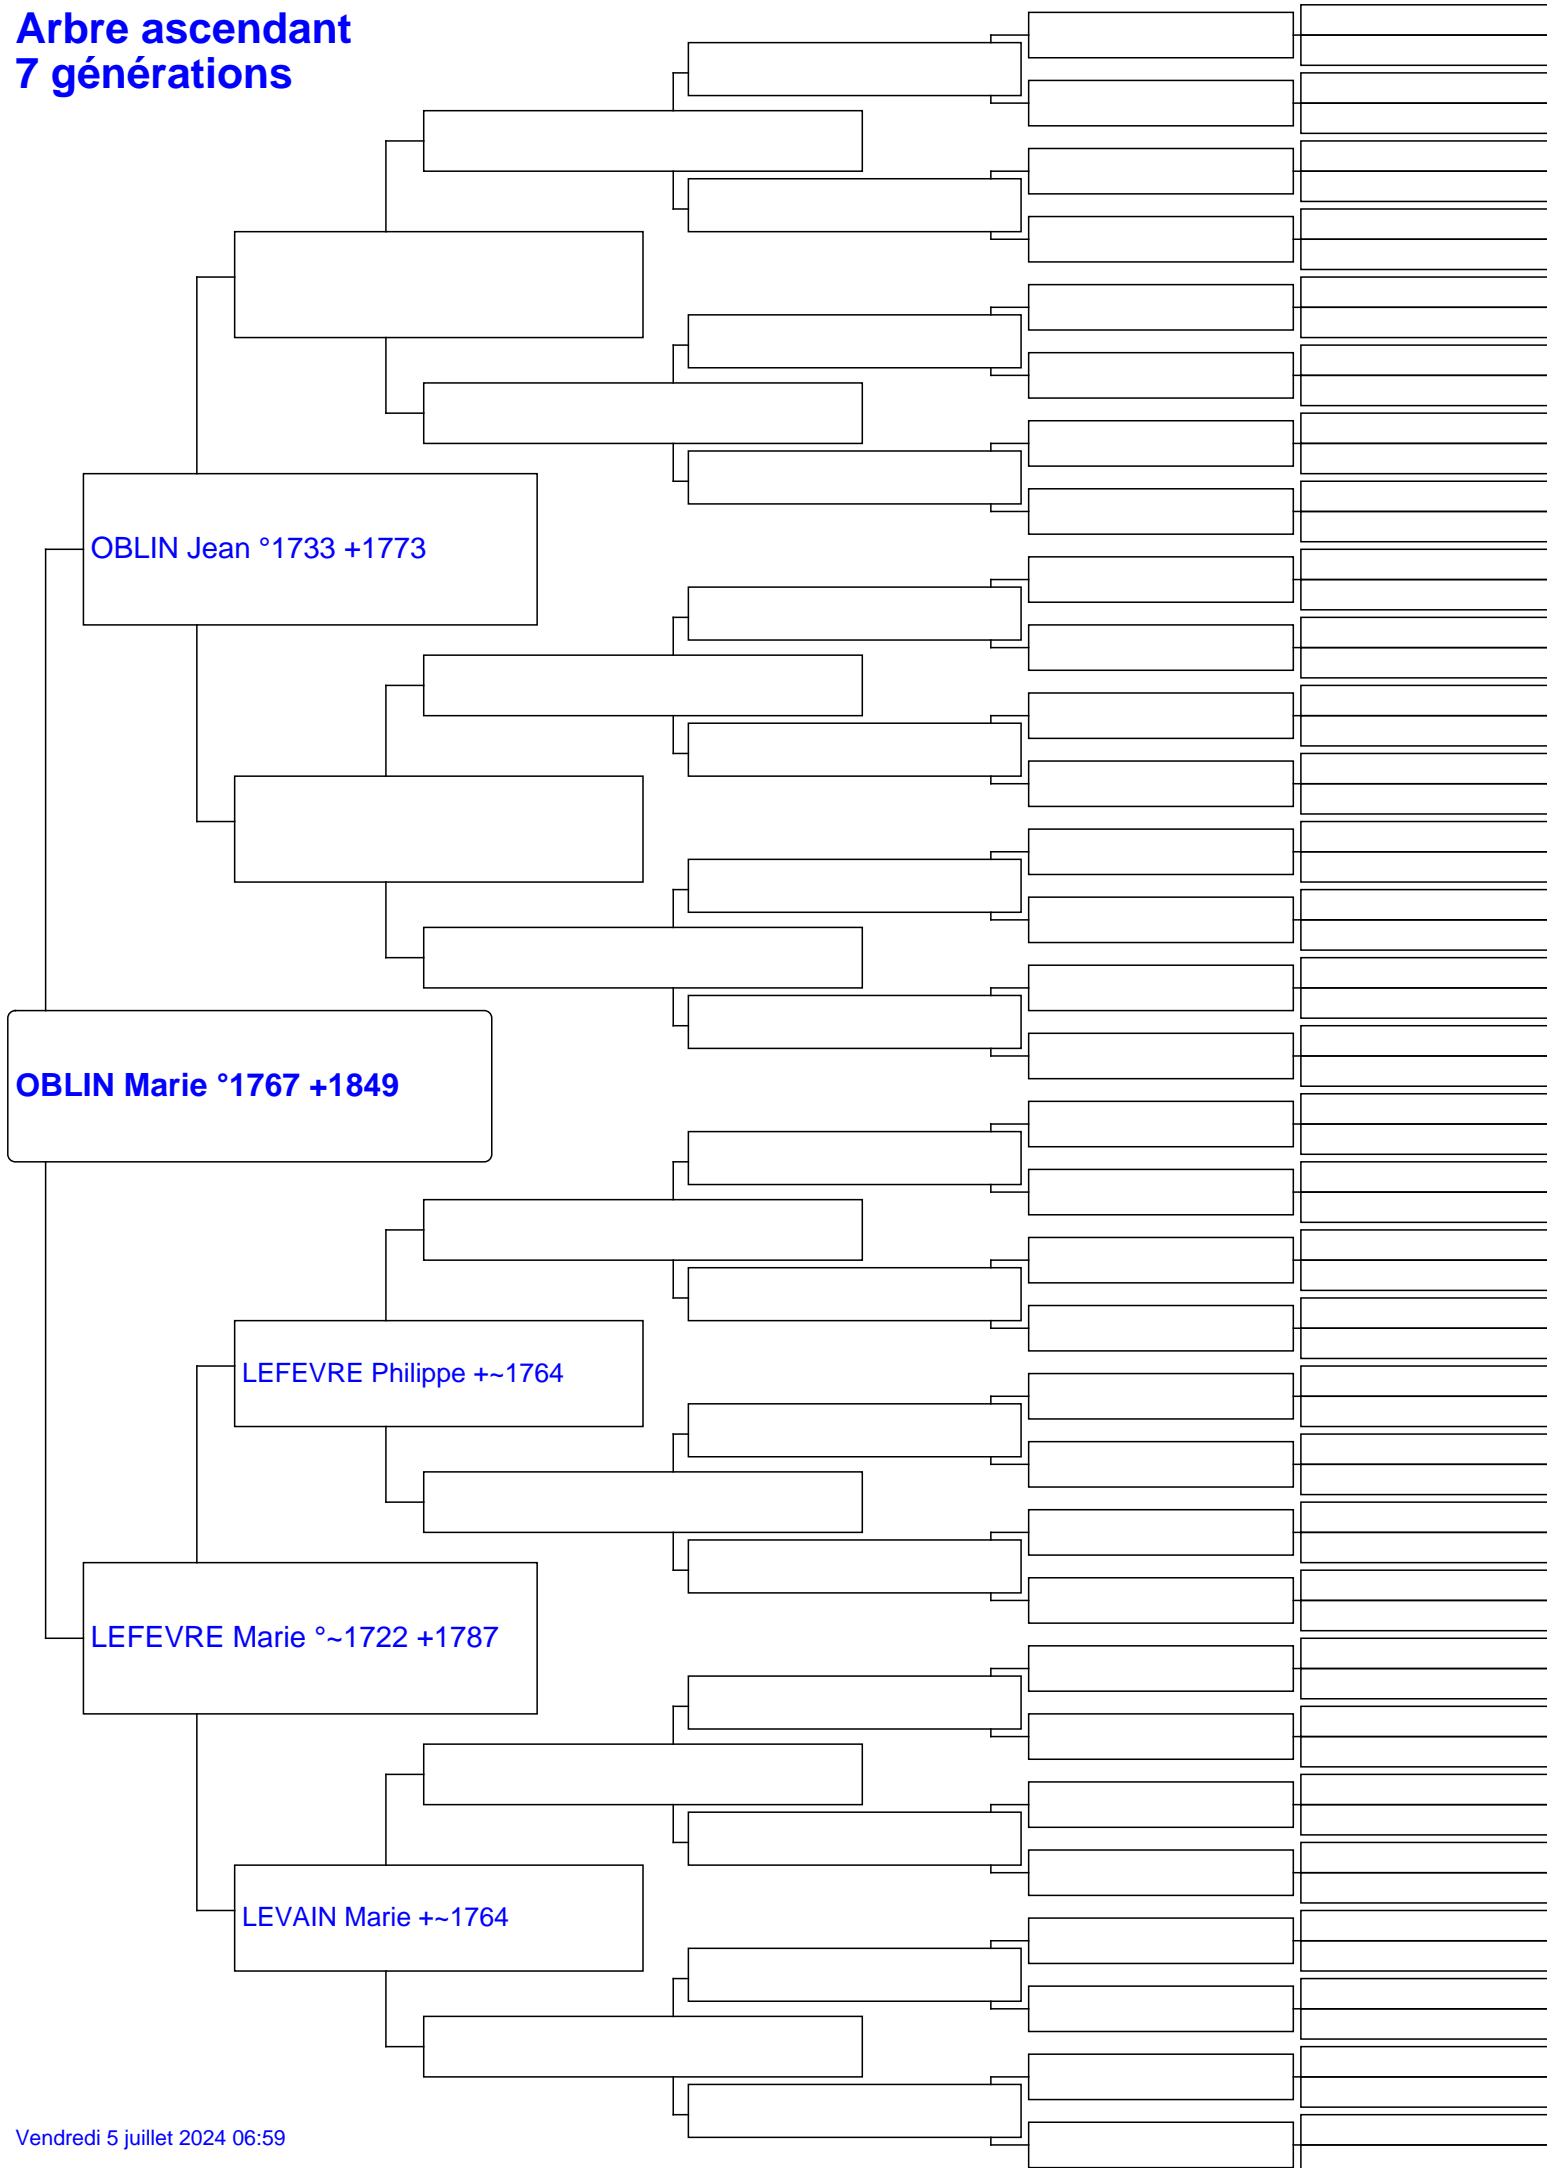 Arbre ascendant
7 générations
OBLIN Jean °1733 +1773
OBLIN Marie °1767 +1849
LEFEVRE Philippe +~1764
LEFEVRE Marie °~1722 +1787
LEVAIN Marie +~1764
Vendredi 5 juillet 2024 06:59